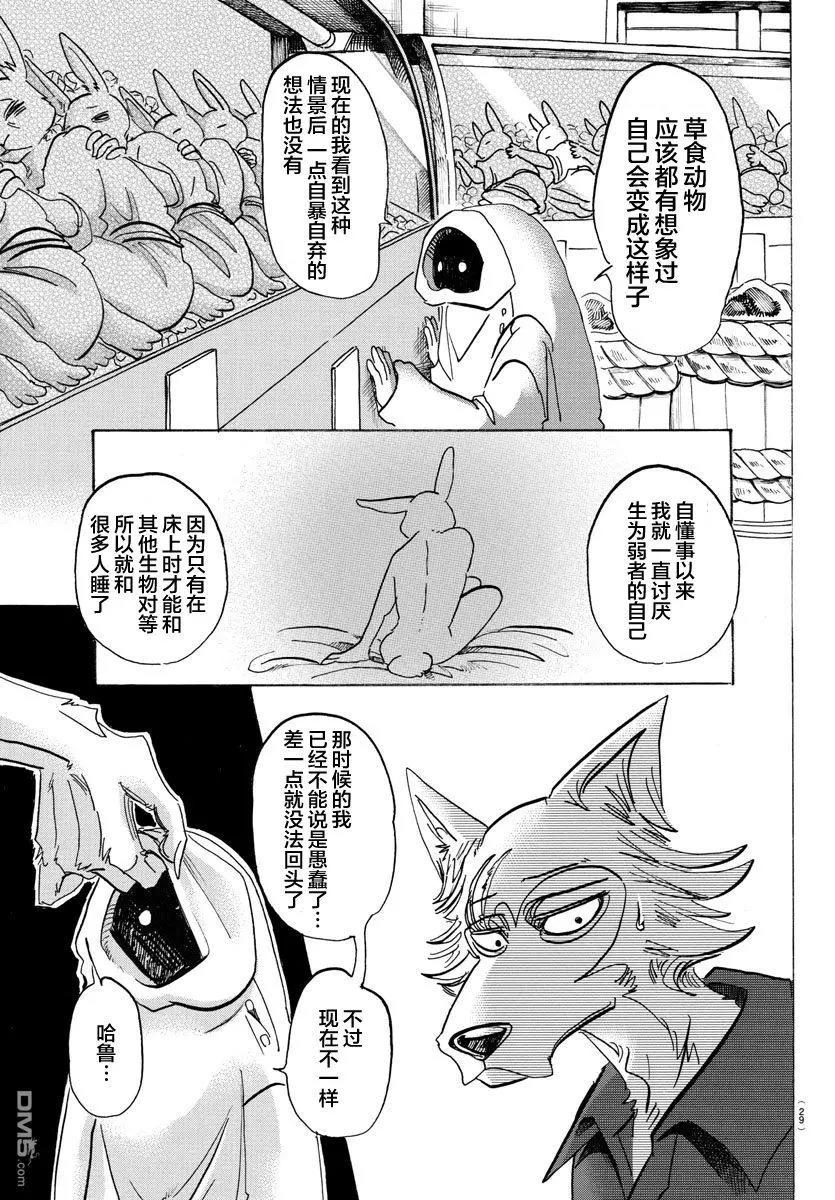 草食动物
应该都有想象过
自己会变成这样子
现在的我看到这种
情景后一点自暴自弃的
想法也没有
自懂事以来
我就一直讨厌
生为弱者的自己
因为只有在
床上时才能和
其他生物对等
所以就和
很多人睡了
那时候的我
已经不能说是愚蠢了…
差一点就没法回头了
不过
现在不一样
哈鲁…
(29)
DM5.com